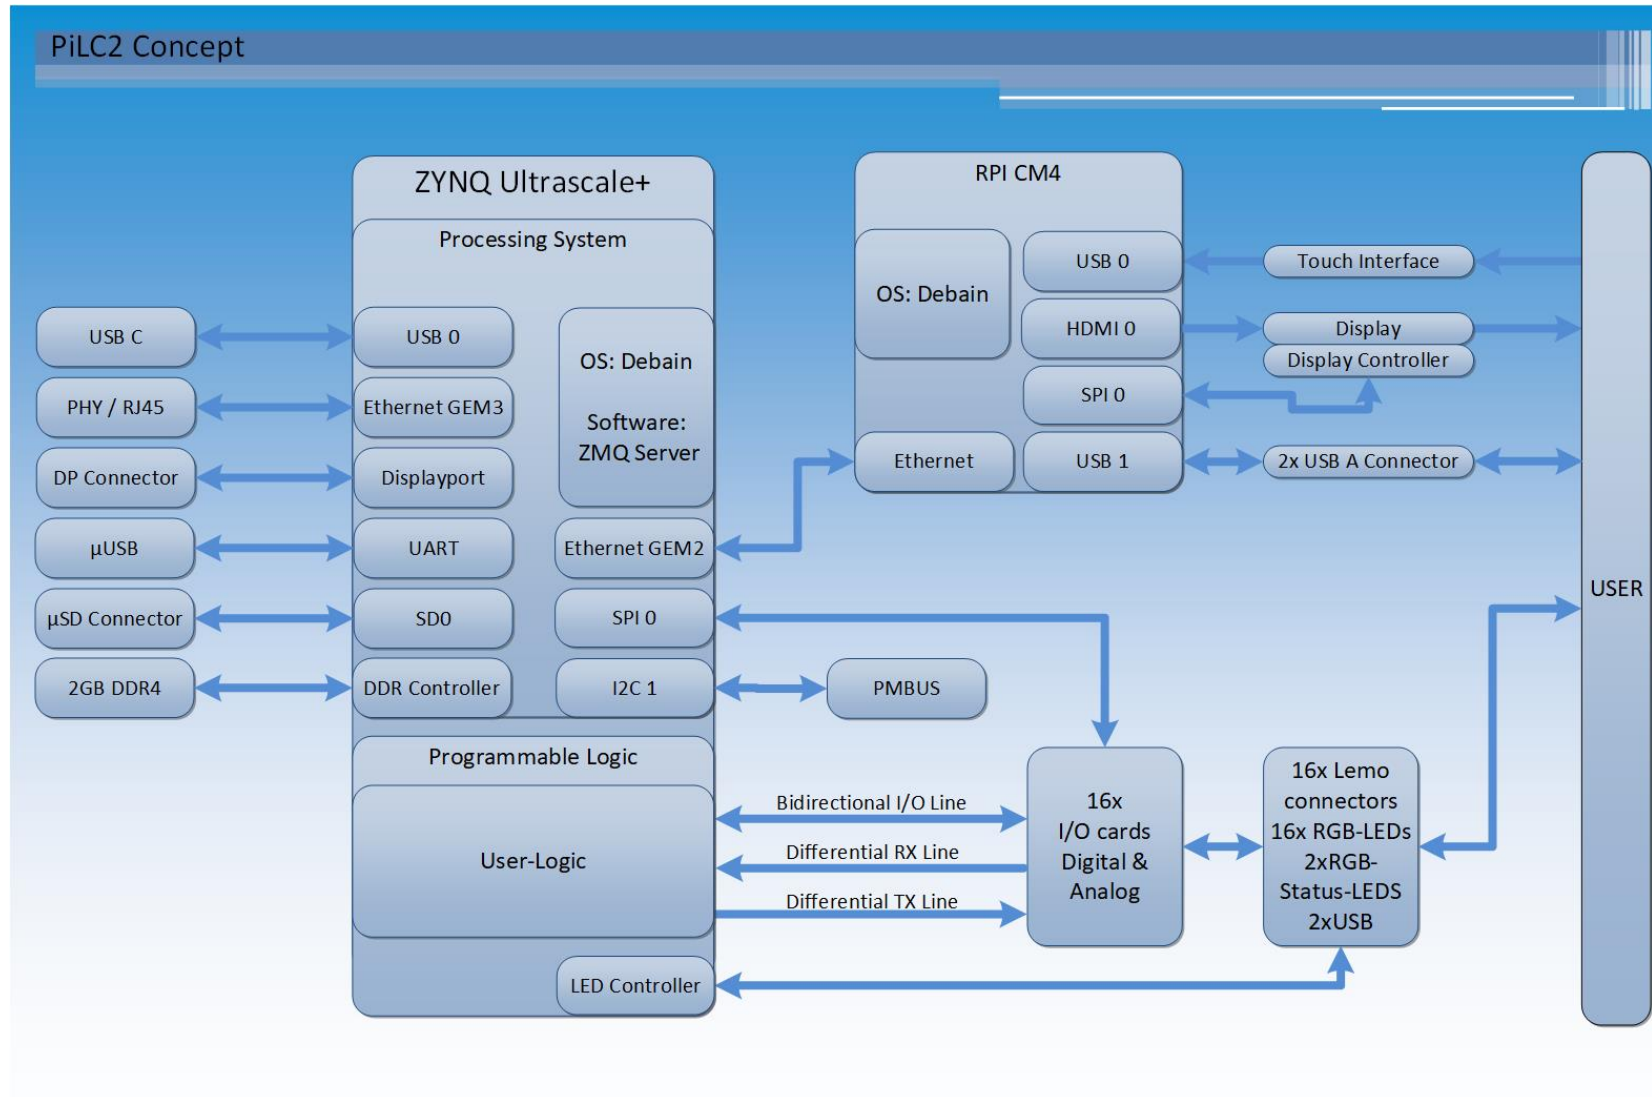 PiLC2 Concept
ZYNQ Ultrascale+
Processing System
USB C
USB 0
PHY / RJ45
Ethernet GEM3
DP Connector
Displayport
µUSB
UART
µSD Connector
SD0
2GB DDR4
DDR Controller
OS: Debain
Software:
ZMQ Server
Ethernet GEM2
SPI 0
I2C 1
PMBUS
Programmable Logic
User-Logic
LED Controller
Bidirectional I/O Line
Differential RX Line
Differential TX Line
RPI CM4
OS: Debain
Ethernet
USB 0
HDMI 0
SPI 0
USB 1
Touch Interface
Display
Display Controller
2x USB A Connector
16x
I/O cards
Digital &
Analog
16x Lemo
connectors
16x RGB-LEDs
2xRGB-
Status-LEDS
2xUSB
USER